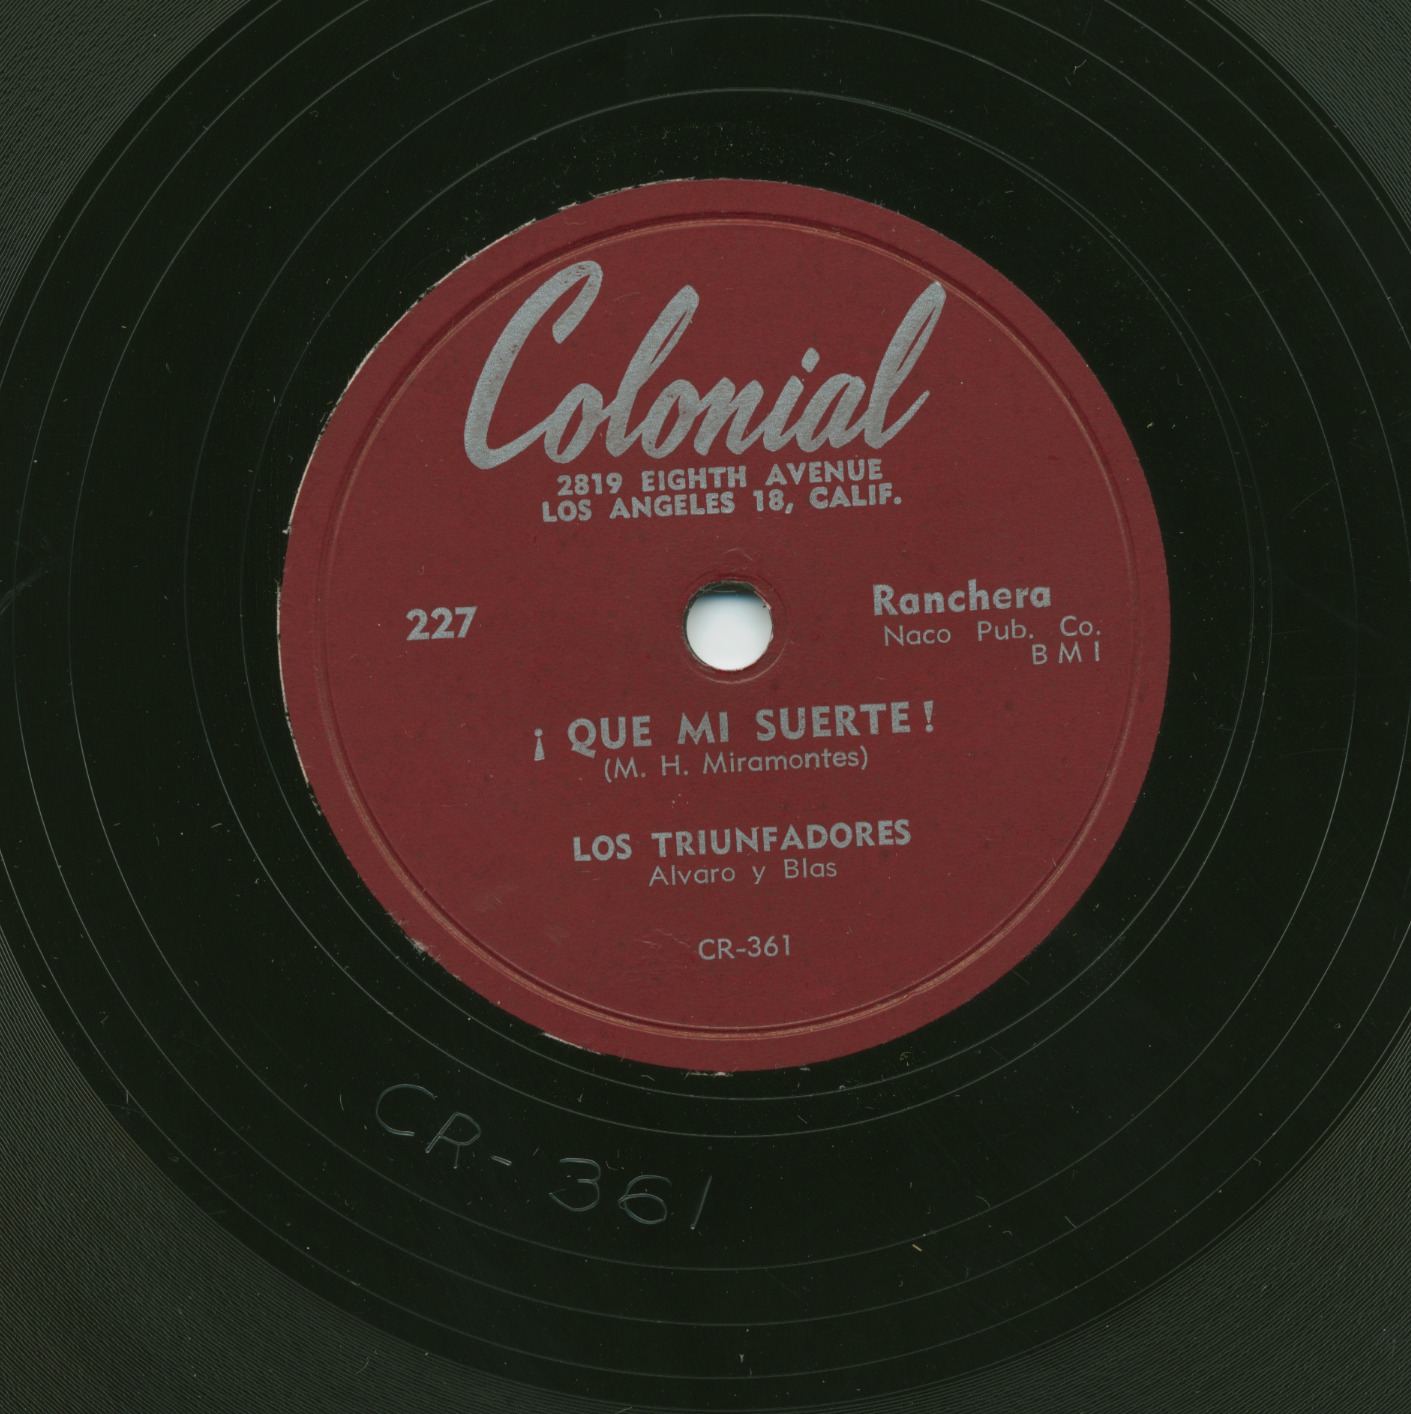 Colonial
2819 EIGHTH AVENUE
LOS ANGELES 18, CALIF.
227
Ranchera
Naco Pub. Co.
BMI
¡ QUE MI SUERTE !
(M. H. Miramontes)
LOS TRIUNFADORES
Alvaro y Blas
CR-361
CR-361